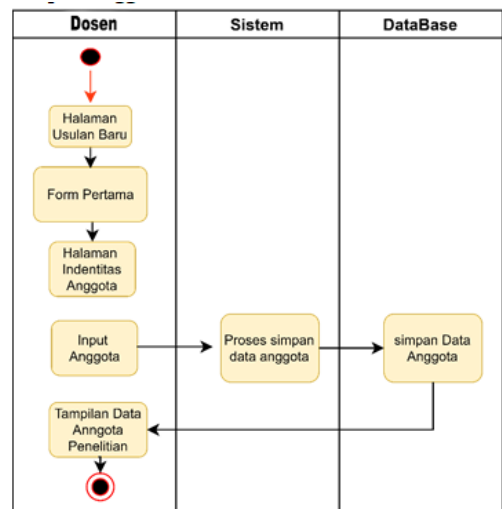 Dosen
Sistem
DataBase
Halaman
Usulan Baru
Form Pertama
Halaman
Indentitas
Anggota
Input
Anggota
Proses simpan
data anggota
simpan Data
Anggota
Tampilan Data
Anngota
Penelitian